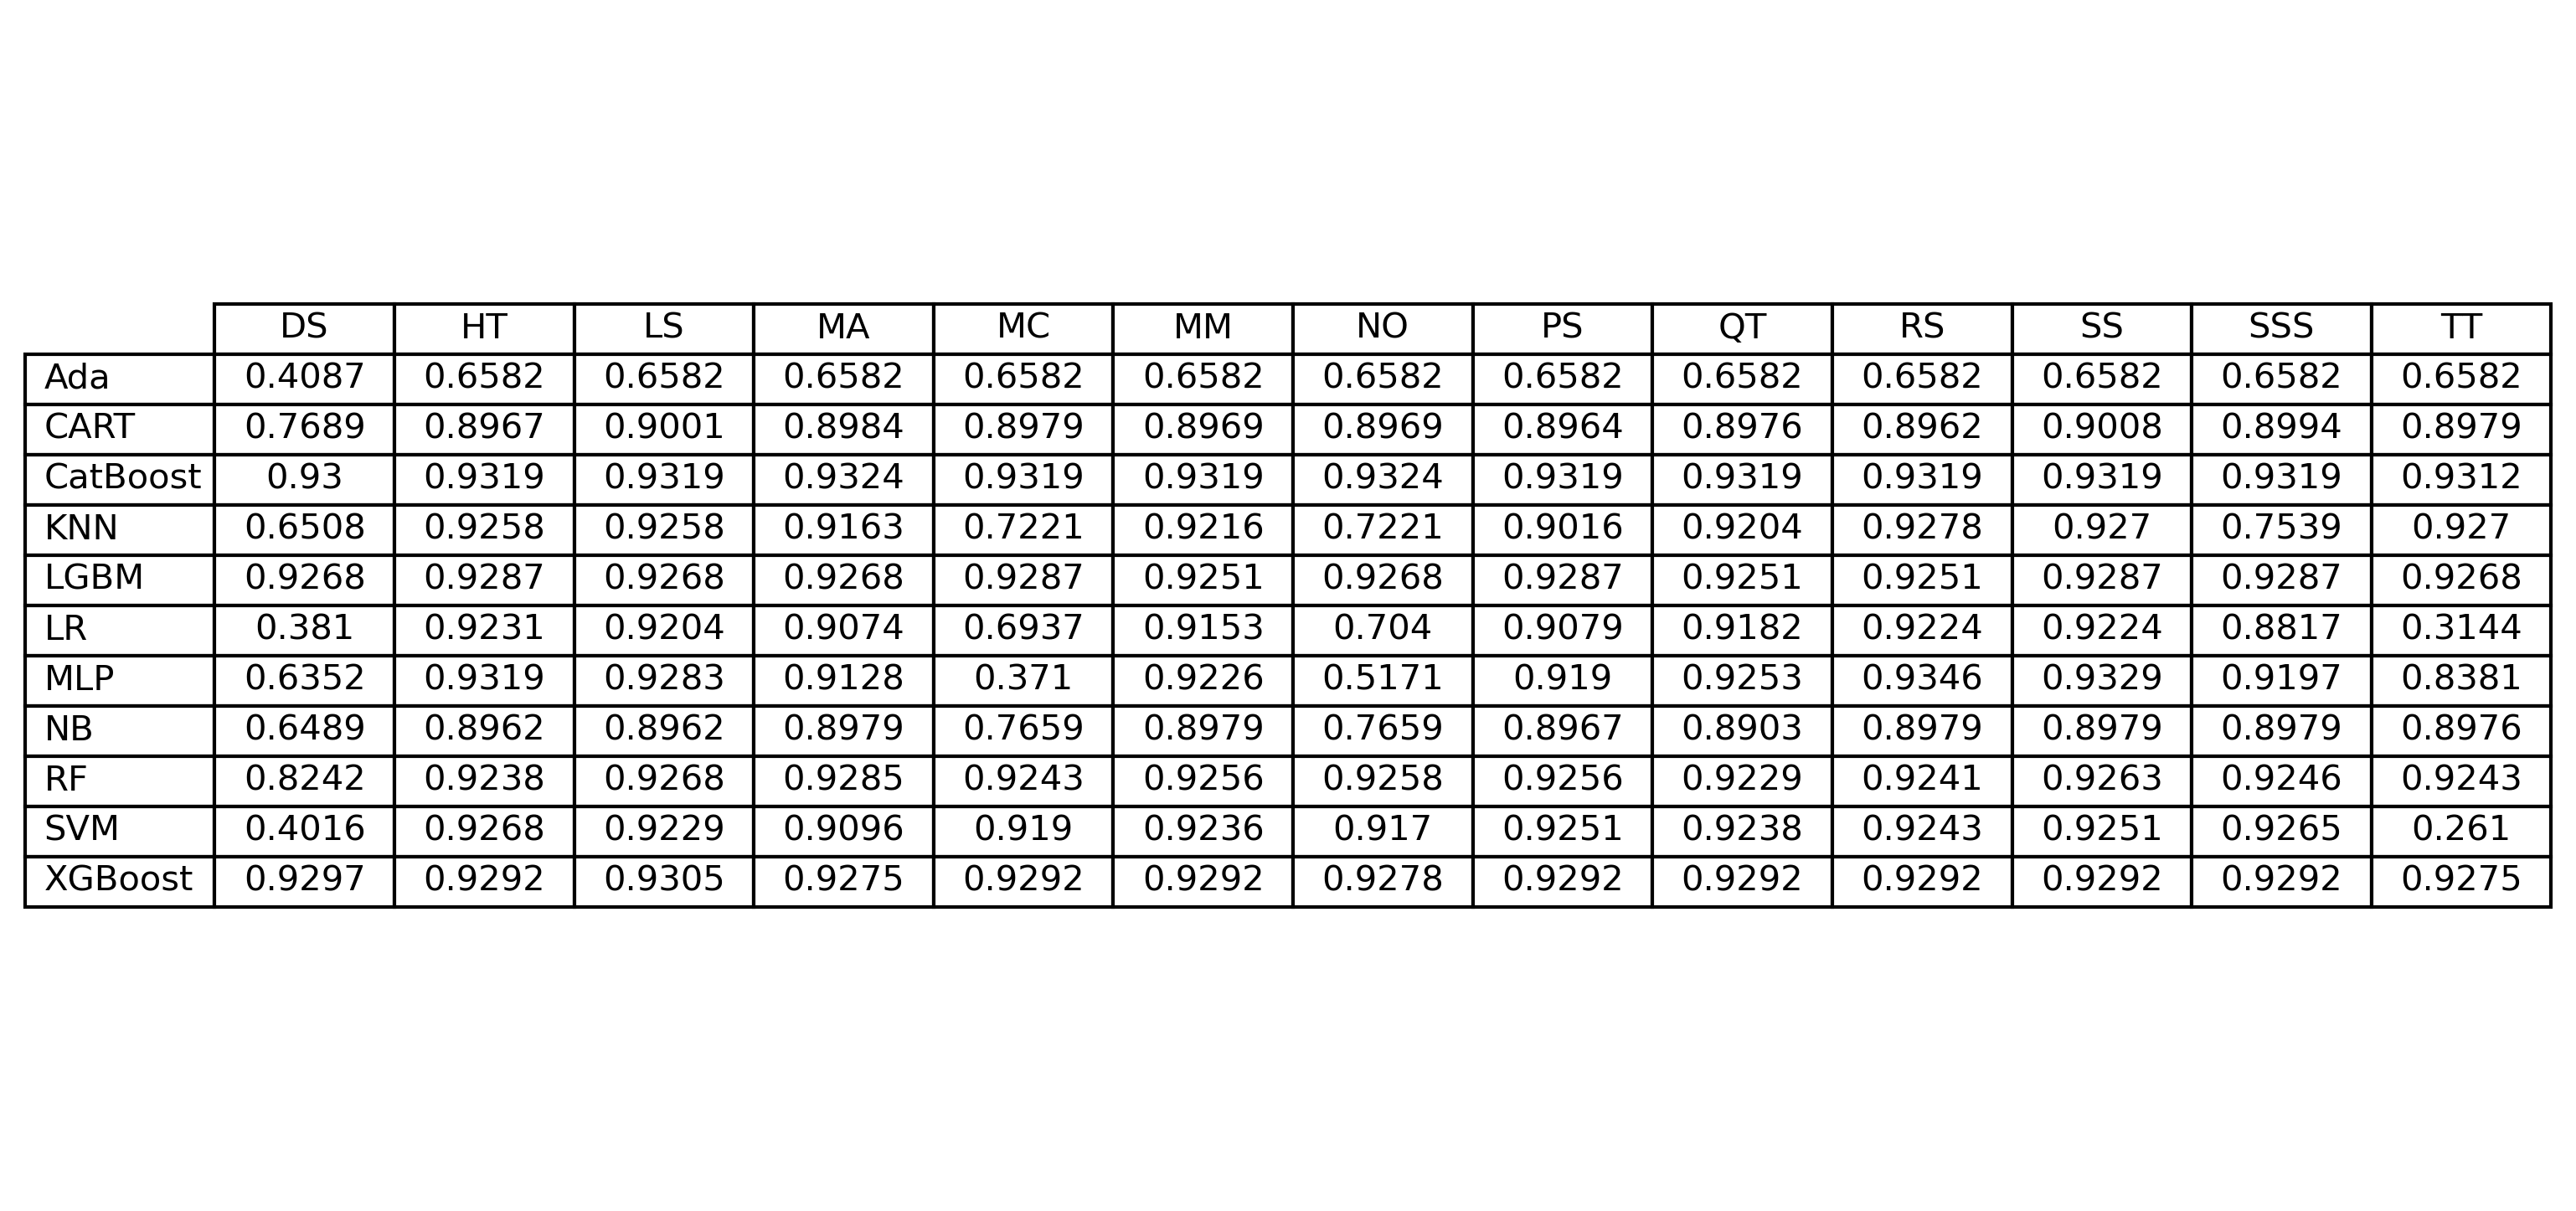 DS HT LS MA MC MM NO PS QT RS SS SSS TT
Ada 0.4087 0.6582 0.6582 0.6582 0.6582 0.6582 0.6582 0.6582 0.6582 0.6582 0.6582 0.6582 0.6582
CART 0.7689 0.8967 0.9001 0.8984 0.8979 0.8969 0.8969 0.8964 0.8976 0.8962 0.9008 0.8994 0.8979
CatBoost 0.93 0.9319 0.9319 0.9324 0.9319 0.9319 0.9324 0.9319 0.9319 0.9319 0.9319 0.9319 0.9312
KNN 0.6508 0.9258 0.9258 0.9163 0.7221 0.9216 0.7221 0.9016 0.9204 0.9278 0.927 0.7539 0.927
LGBM 0.9268 0.9287 0.9268 0.9268 0.9287 0.9251 0.9268 0.9287 0.9251 0.9251 0.9287 0.9287 0.9268
LR 0.381 0.9231 0.9204 0.9074 0.6937 0.9153 0.704 0.9079 0.9182 0.9224 0.9224 0.8817 0.3144
MLP 0.6352 0.9319 0.9283 0.9128 0.371 0.9226 0.5171 0.919 0.9253 0.9346 0.9329 0.9197 0.8381
NB 0.6489 0.8962 0.8962 0.8979 0.7659 0.8979 0.7659 0.8967 0.8903 0.8979 0.8979 0.8979 0.8976
RF 0.8242 0.9238 0.9268 0.9285 0.9243 0.9256 0.9258 0.9256 0.9229 0.9241 0.9263 0.9246 0.9243
SVM 0.4016 0.9268 0.9229 0.9096 0.919 0.9236 0.917 0.9251 0.9238 0.9243 0.9251 0.9265 0.261
XGBoost 0.9297 0.9292 0.9305 0.9275 0.9292 0.9292 0.9278 0.9292 0.9292 0.9292 0.9292 0.9292 0.9275